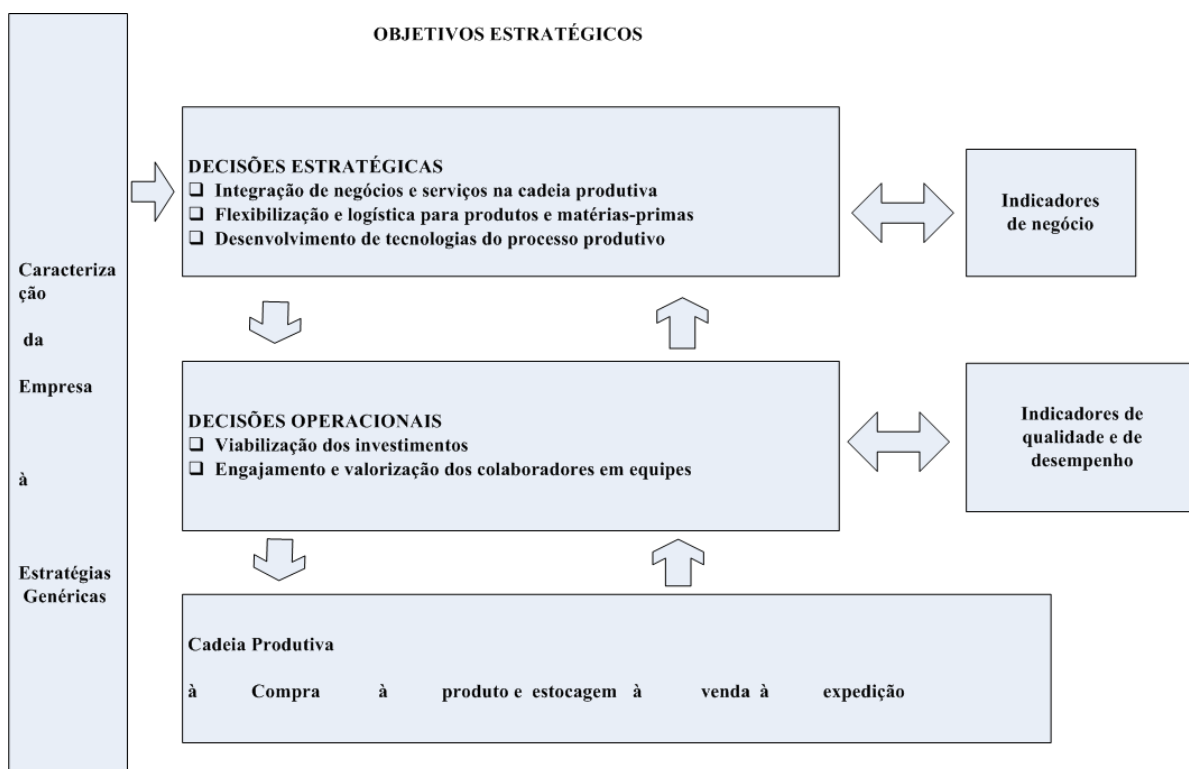 OBJETIVOS ESTRATÉGICOS
Caracteriza
ção
da
Empresa
à
Estratégias
Genéricas
DECISÕES ESTRATÉGICAS
❑ Integração de negócios e serviços na cadeia produtiva
❑ Flexibilização e logística para produtos e matérias-primas
❑ Desenvolvimento de tecnologias do processo produtivo
Indicadores
de negócio
DECISÕES OPERACIONAIS
❑ Viabilização dos investimentos
❑ Engajamento e valorização dos colaboradores em equipes
Indicadores de
qualidade e de
desempenho
Cadeia Produtiva
à Compra à produto e estocagem à venda à expedição